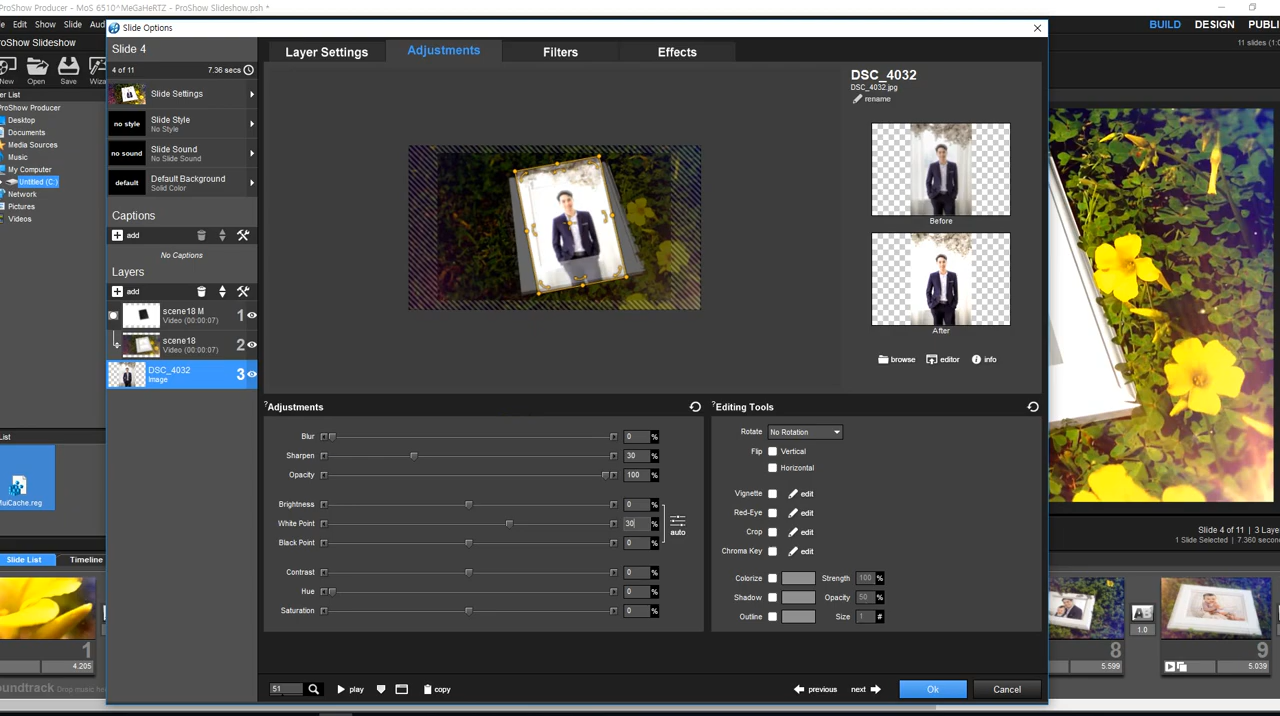 ProShow Producer - MoS 6510^MeGaHeRTZ - ProShow Slideshow.psh *
Edit Show Slide Aud
BUILD DESIGN
ProShow Slideshow
11 slides (1:0
New Open Save Wiza
der List
ProShow Producer
Desktop
Documents
Media Sources
Music
My Computer
Untitled (C:)
Network
Pictures
Videos
List
MuiCache.reg
Slide List Timeline
1
4.205
undtrack Drop music he
Slide Options
Slide 4
4 of 11 7.36 secs
Slide Settings
no style
Slide Style
No Style
no sound
Slide Sound
No Slide Sound
default
Default Background
Solid Color
Captions
add
No Captions
Layers
add
scene18 M
Video (00:00:07)
1
scene18
Video (00:00:07)
2
DSC_4032
Image
3
Layer Settings Adjustments Filters Effects
DSC_4032
DSC_4032.jpg
rename
Before
After
browse editor info
?Adjustments
Blur 0 %
Sharpen 30 %
Opacity 100 %
Brightness 0 %
White Point 30 %
Black Point 0 %
auto
Contrast 0 %
Hue 0 %
Saturation 0 %
?Editing Tools
Rotate No Rotation
Flip Vertical
Horizontal
Vignette edit
Red-Eye edit
Crop edit
Chroma Key edit
Colorize Strength 100 %
Shadow Opacity 50 %
Outline Size 1 #
51 play copy
previous next Ok Cancel
Slide 4 of 11 | 3 Laye
1 Slide Selected | 7.360 secon
AB
1.0
8
5.599
9
5.039